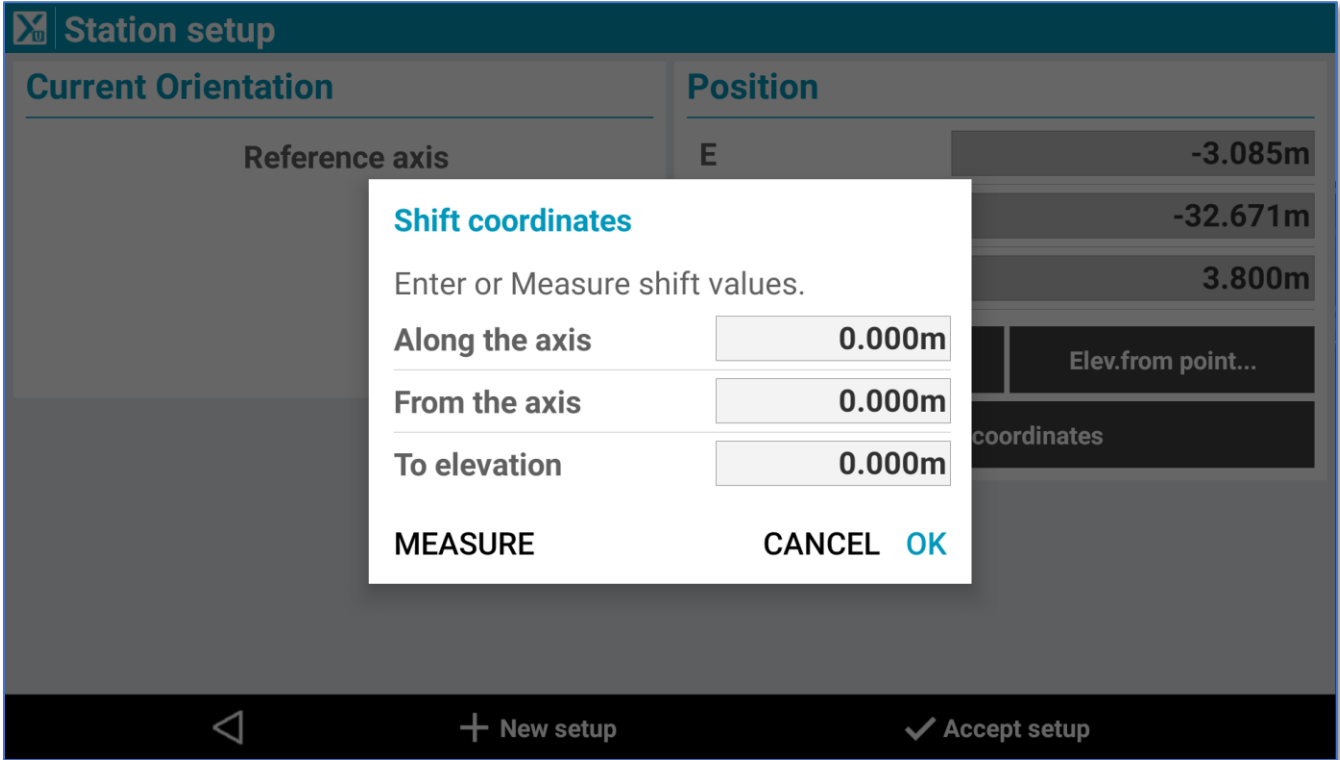 Station setup
Current Orientation
Position
Reference axis
E
-3.085m
-32.671m
3.800m
Elev.from point...
coordinates
Shift coordinates
Enter or Measure shift values.
Along the axis
0.000m
From the axis
0.000m
To elevation
0.000m
MEASURE
CANCEL
OK
New setup
Accept setup